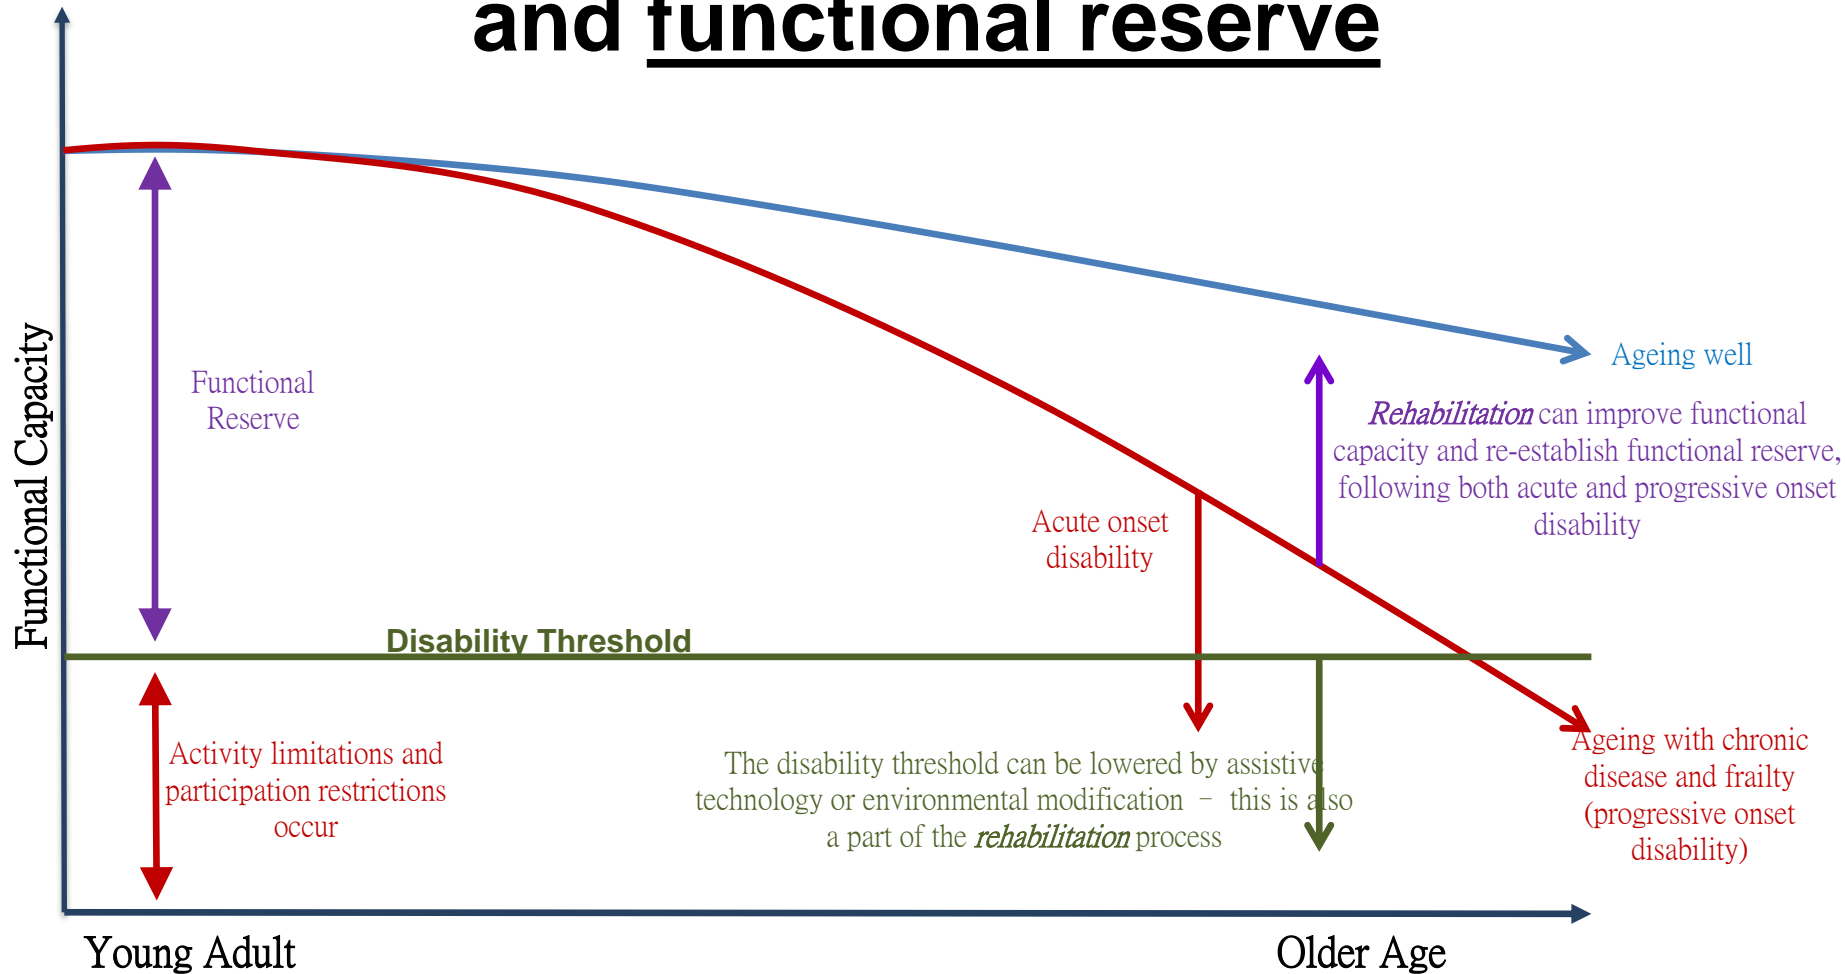 and functional reserve
Functional Capacity
Functional
Reserve
Ageing well
Rehabilitation can improve functional
capacity and re-establish functional reserve,
following both acute and progressive onset
disability
Acute onset
disability
Disability Threshold
Activity limitations and
participation restrictions
occur
The disability threshold can be lowered by assistive
technology or environmental modification – this is also
a part of the rehabilitation process
Ageing with chronic
disease and frailty
(progressive onset
disability)
Young Adult
Older Age